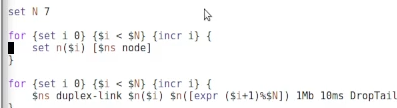 set N 7
for {set i 0} {$i < $N} {incr i} {
set n($i) [$ns node]
}
for {set i 0} {$i < $N} {incr i} {
$ns duplex-link $n($i) $n([expr ($i+1)%$N]) 1Mb 10ms DropTail
}